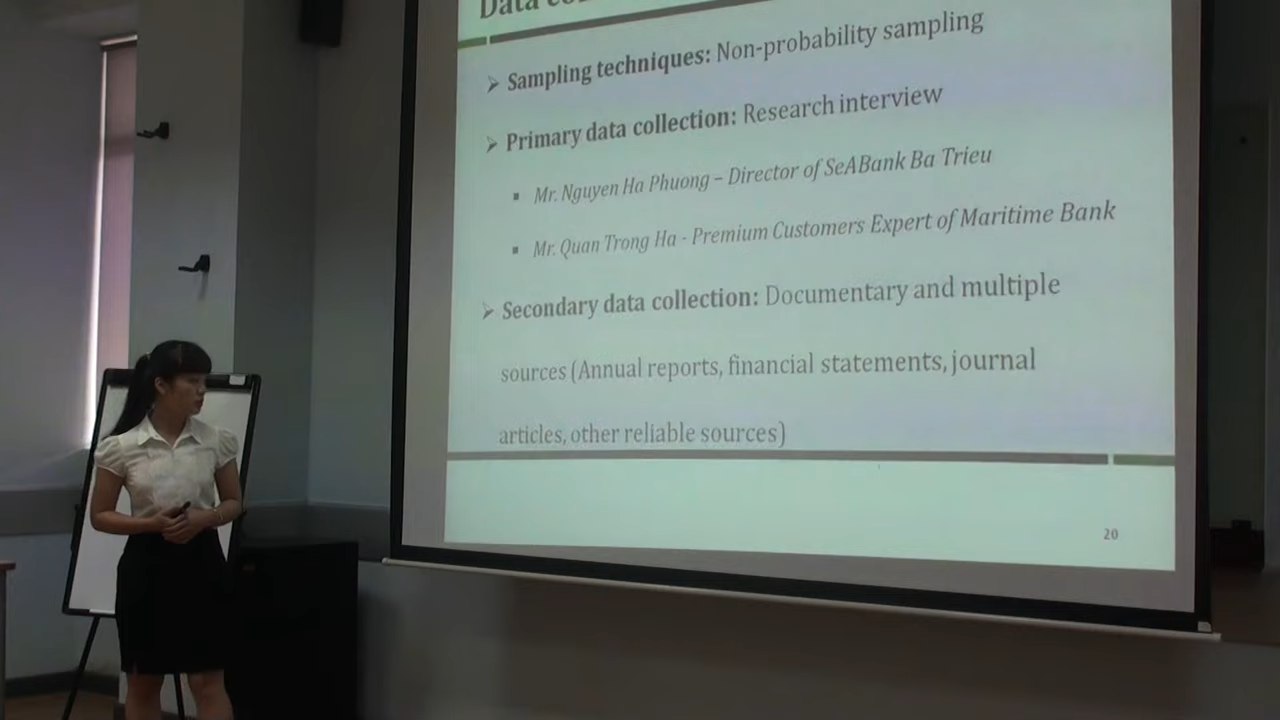 Data
➢ Sampling techniques: Non-probability sampling
➢ Primary data collection: Research interview
▪ Mr. Nguyen Ha Phuong – Director of SeABank Ba Trieu
▪ Mr. Quan Trong Ha - Premium Customers Expert of Maritime Bank
➢ Secondary data collection: Documentary and multiple
sources (Annual reports, financial statements, journal
articles, other reliable sources)
20